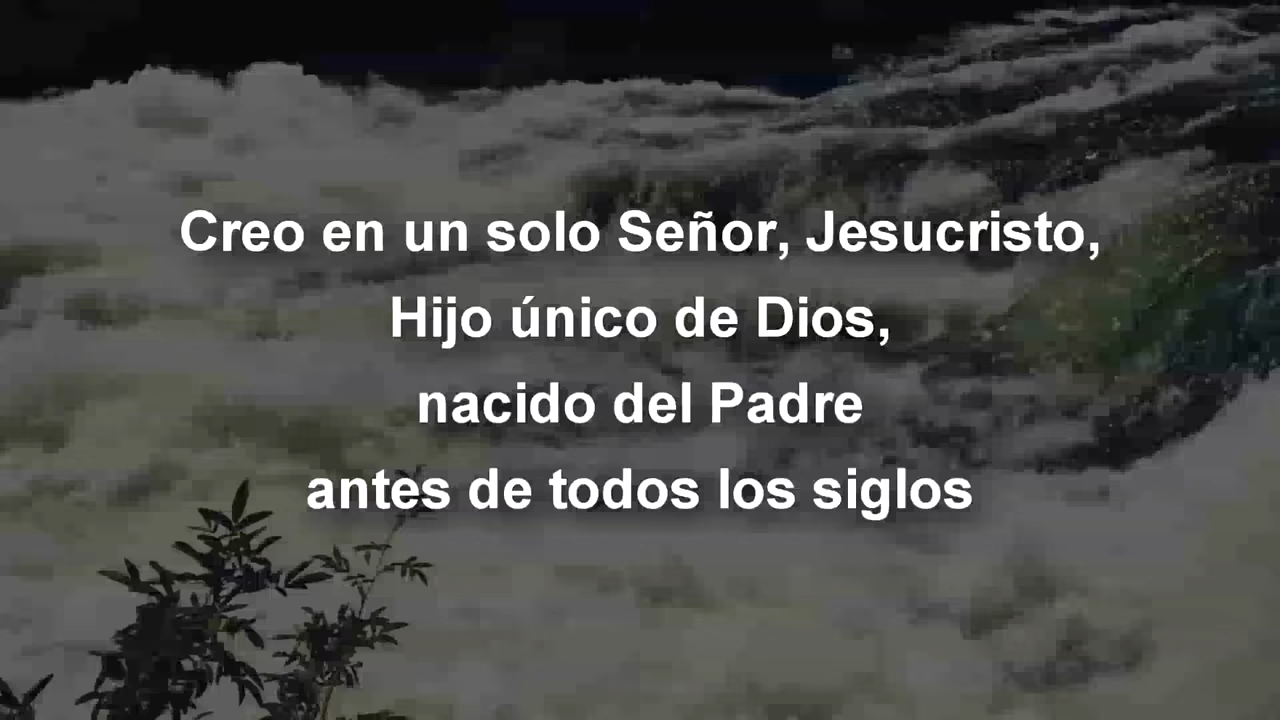 Creo en un solo Señor, Jesucristo,
Hijo único de Dios,
nacido del Padre
antes de todos los siglos